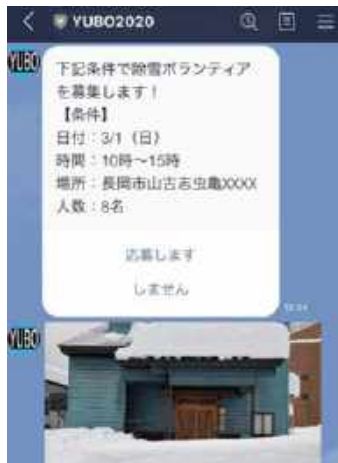 YUBO2020
YUBO
下記条件で除雪ボランティア
を募集します！
【条件】
日付：3/1（日）
時間：10時～15時
場所：長岡市山古志虫亀XXXX
人数：8名
応募します
しません
YUBO